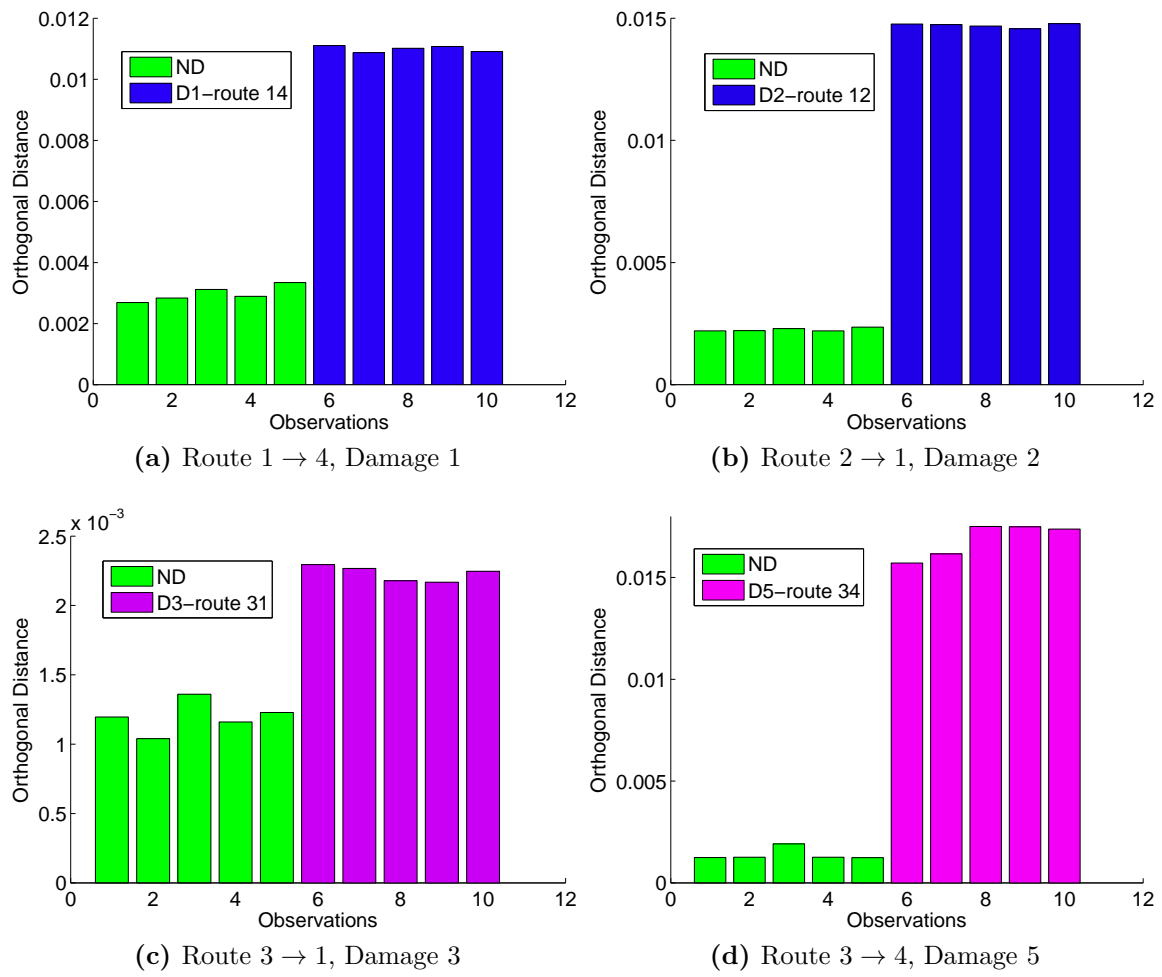 0.012
0.01
0.008
0.006
0.004
0.002
0
Orthogonal Distance
ND
D1−route 14
0 2 4 6 8 10 12
Observations
(a) Route 1 → 4, Damage 1
0.015
0.01
0.005
0
Orthogonal Distance
ND
D2−route 12
0 2 4 6 8 10 12
Observations
(b) Route 2 → 1, Damage 2
x 10⁻³
2.5
2
1.5
1
0.5
0
Orthogonal Distance
ND
D3−route 31
0 2 4 6 8 10 12
Observations
(c) Route 3 → 1, Damage 3
0.015
0.01
0.005
0
Orthogonal Distance
ND
D5−route 34
0 2 4 6 8 10 12
Observations
(d) Route 3 → 4, Damage 5